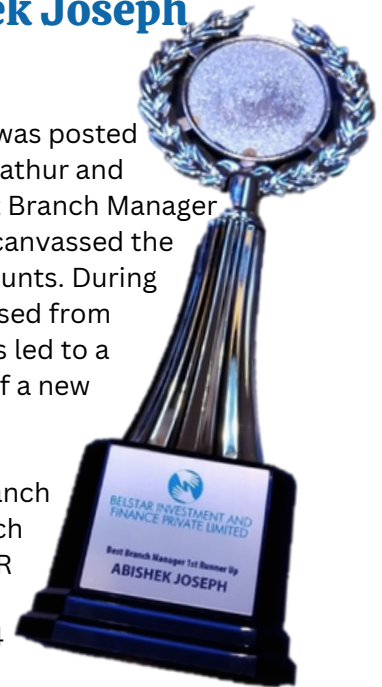 ek Joseph
was posted
athur and
Branch Manager
canvassed the
unts. During
sed from
s led to a
f a new
anch
ch
R
4
BELSTAR INVESTMENT AND
FINANCE PRIVATE LIMITED
Best Branch Manager 1st Runner Up
ABISHEK JOSEPH